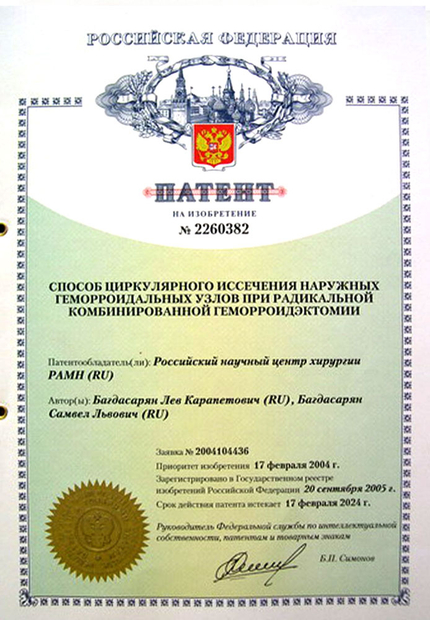 РОССИЙСКАЯ ФЕДЕРАЦИЯ
ПАТЕНТ
НА ИЗОБРЕТЕНИЕ
№ 2260382
СПОСОБ ЦИРКУЛЯРНОГО ИССЕЧЕНИЯ НАРУЖНЫХ
ГЕМОРРОИДАЛЬНЫХ УЗЛОВ ПРИ РАДИКАЛЬНОЙ
КОМБИНИРОВАННОЙ ГЕМОРРОИДЭКТОМИИ
Патентообладатель(ли): Российский научный центр хирургии
РАМН (RU)
Автор(ы): Багдасарян Лев Карапетович (RU), Багдасарян
Самвел Львович (RU)
Заявка № 2004104436
Приоритет изобретения 17 февраля 2004 г.
Зарегистрировано в Государственном реестре
изобретений Российской Федерации 20 сентября 2005 г.
Срок действия патента истекает 17 февраля 2024 г.
Руководитель Федеральной службы по интеллектуальной
собственности, патентам и товарным знакам
Б.П. Симонов